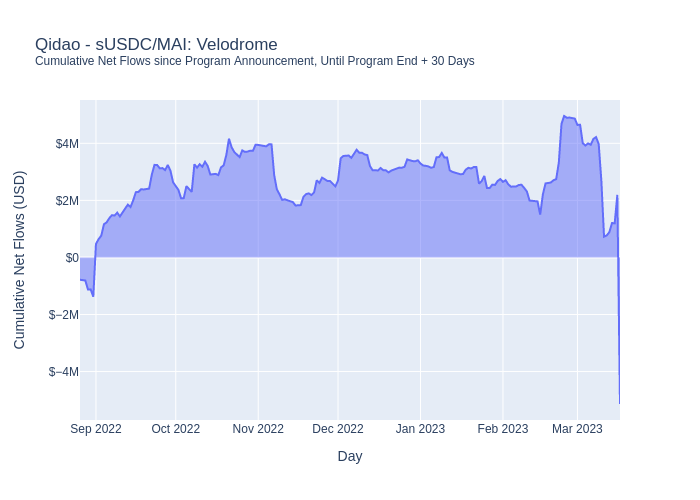 Qidao - sUSDC/MAI: Velodrome
Cumulative Net Flows since Program Announcement, Until Program End + 30 Days
Cumulative Net Flows (USD)
$4M
$2M
$0
$−2M
$−4M
Sep 2022 Oct 2022 Nov 2022 Dec 2022 Jan 2023 Feb 2023 Mar 2023
Day